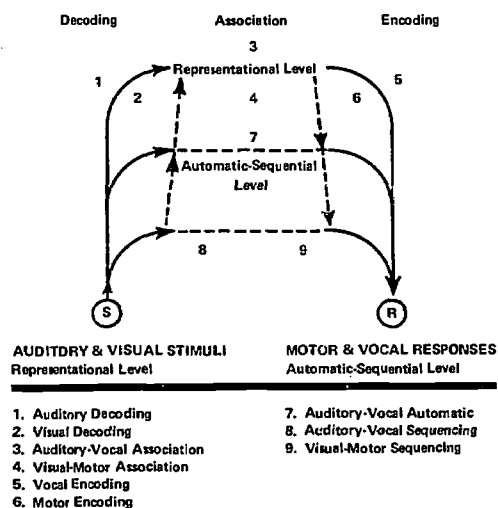 Decoding Association Encoding
3
1 Representational Level 5
2 4 6
7
Automatic-Sequential
Level
8 9
S R
AUDITDRY & VISUAL STIMULI MOTOR & VOCAL RESPONSES
Representational Level Automatic-Sequential Level
1. Auditory Decoding 7. Auditory-Vocal Automatic
2. Visual Decoding 8. Auditory-Vocal Sequencing
3. Auditory-Vocal Association 9. Visual-Motor Sequencing
4. Visual-Motor Association
5. Vocal Encoding
6. Motor Encoding